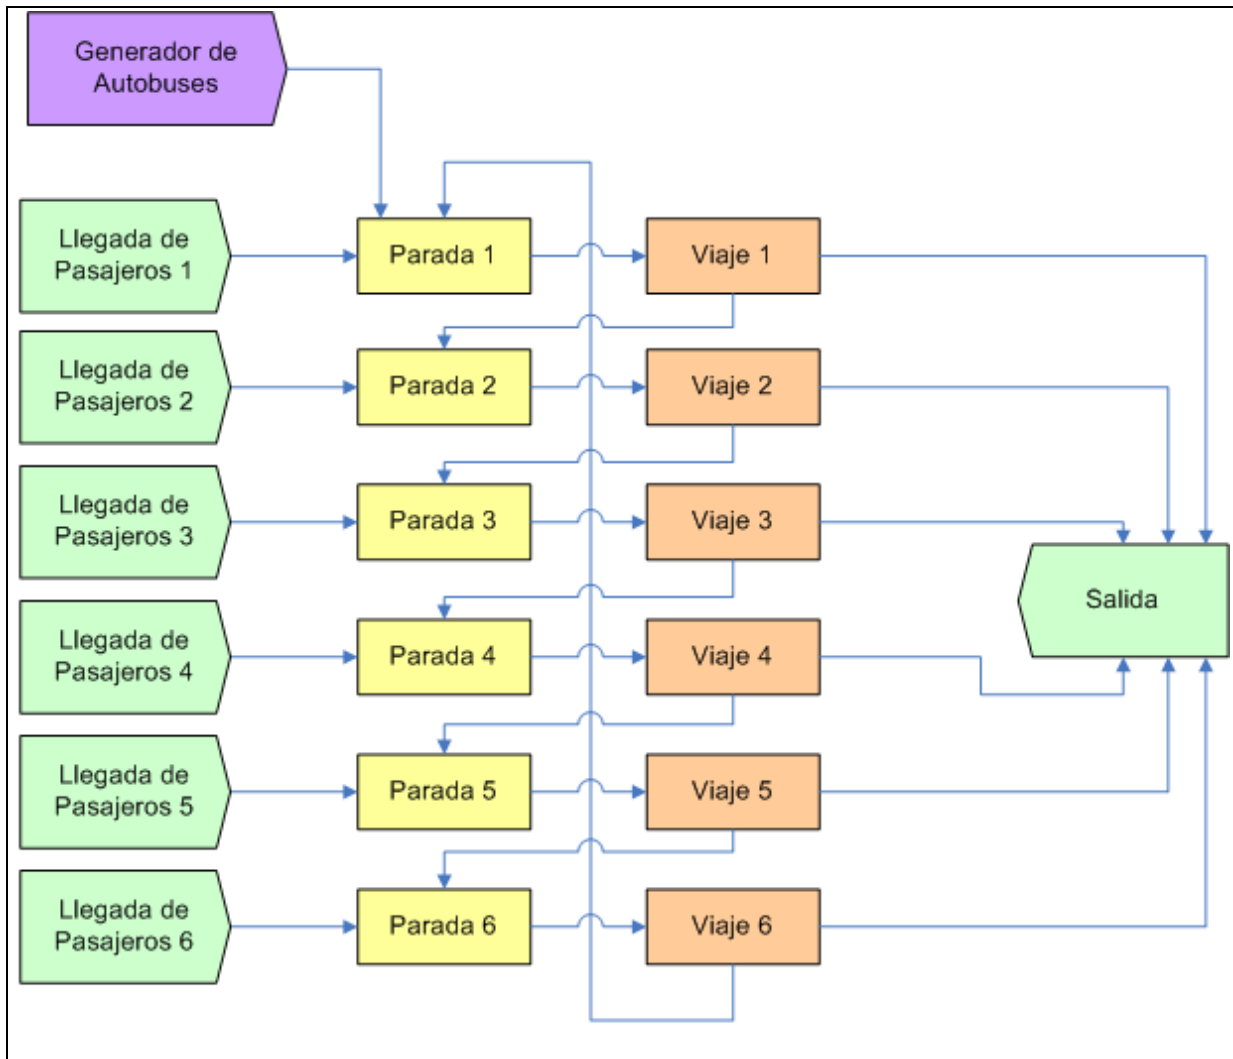 Generador de
Autobuses
Llegada de
Pasajeros 1
Parada 1
Viaje 1
Llegada de
Pasajeros 2
Parada 2
Viaje 2
Llegada de
Pasajeros 3
Parada 3
Viaje 3
Salida
Llegada de
Pasajeros 4
Parada 4
Viaje 4
Llegada de
Pasajeros 5
Parada 5
Viaje 5
Llegada de
Pasajeros 6
Parada 6
Viaje 6